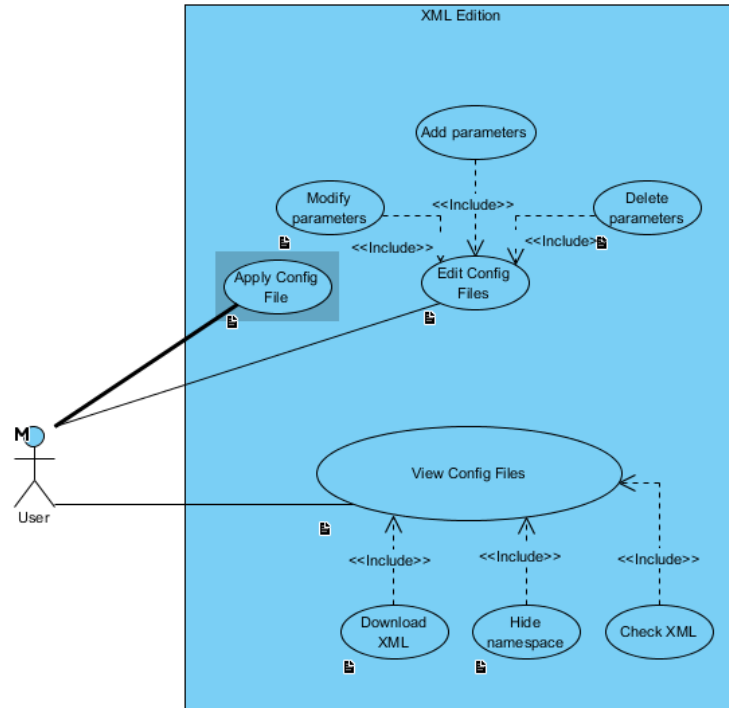 XML Edition
Add parameters
Modify
parameters
<<Include>>
Delete
parameters
<<Include>>
<<Include>>
Apply Config
File
Edit Config
Files
M
User
View Config Files
<<Include>>
<<Include>>
<<Include>>
Download
XML
Hide
namespace
Check XML